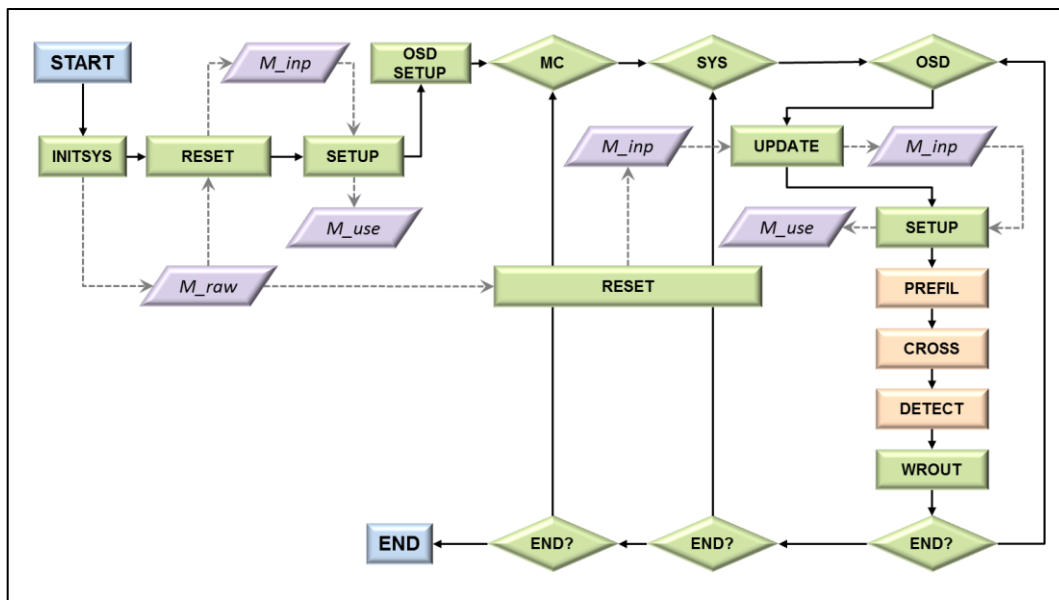 START
M_inp
OSD
SETUP
MC
SYS
OSD
INITSYS
RESET
SETUP
M_inp
UPDATE
M_inp
M_use
M_use
SETUP
M_raw
RESET
PREFIL
CROSS
DETECT
WROUT
END
END?
END?
END?